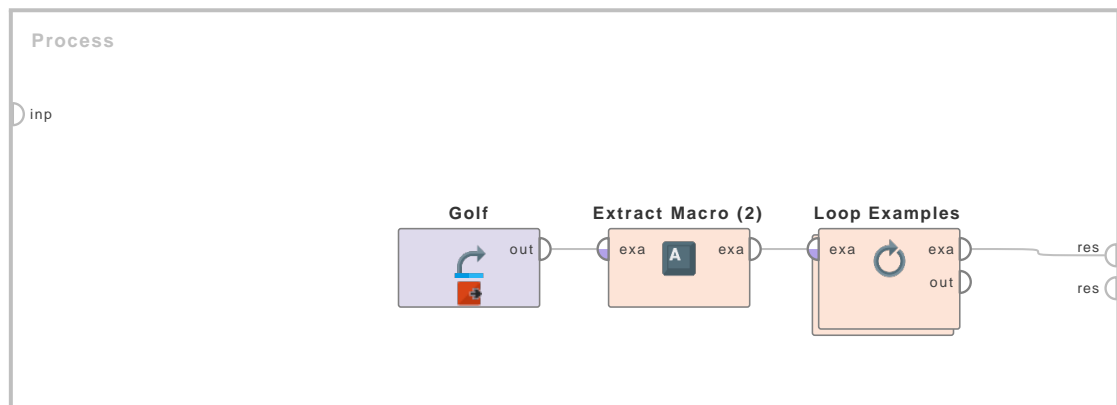 Process
inp
Golf
Extract Macro (2)
Loop Examples
out
exa
A
exa
exa
exa
out
res
res